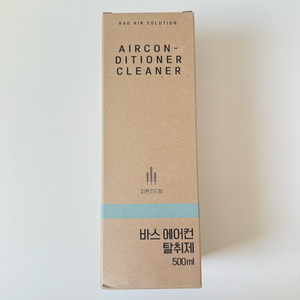 BAD AIR SOLUTION
AIRCON-
DITIONER
CLEANER
바스 에어컨
탈취제
500ml